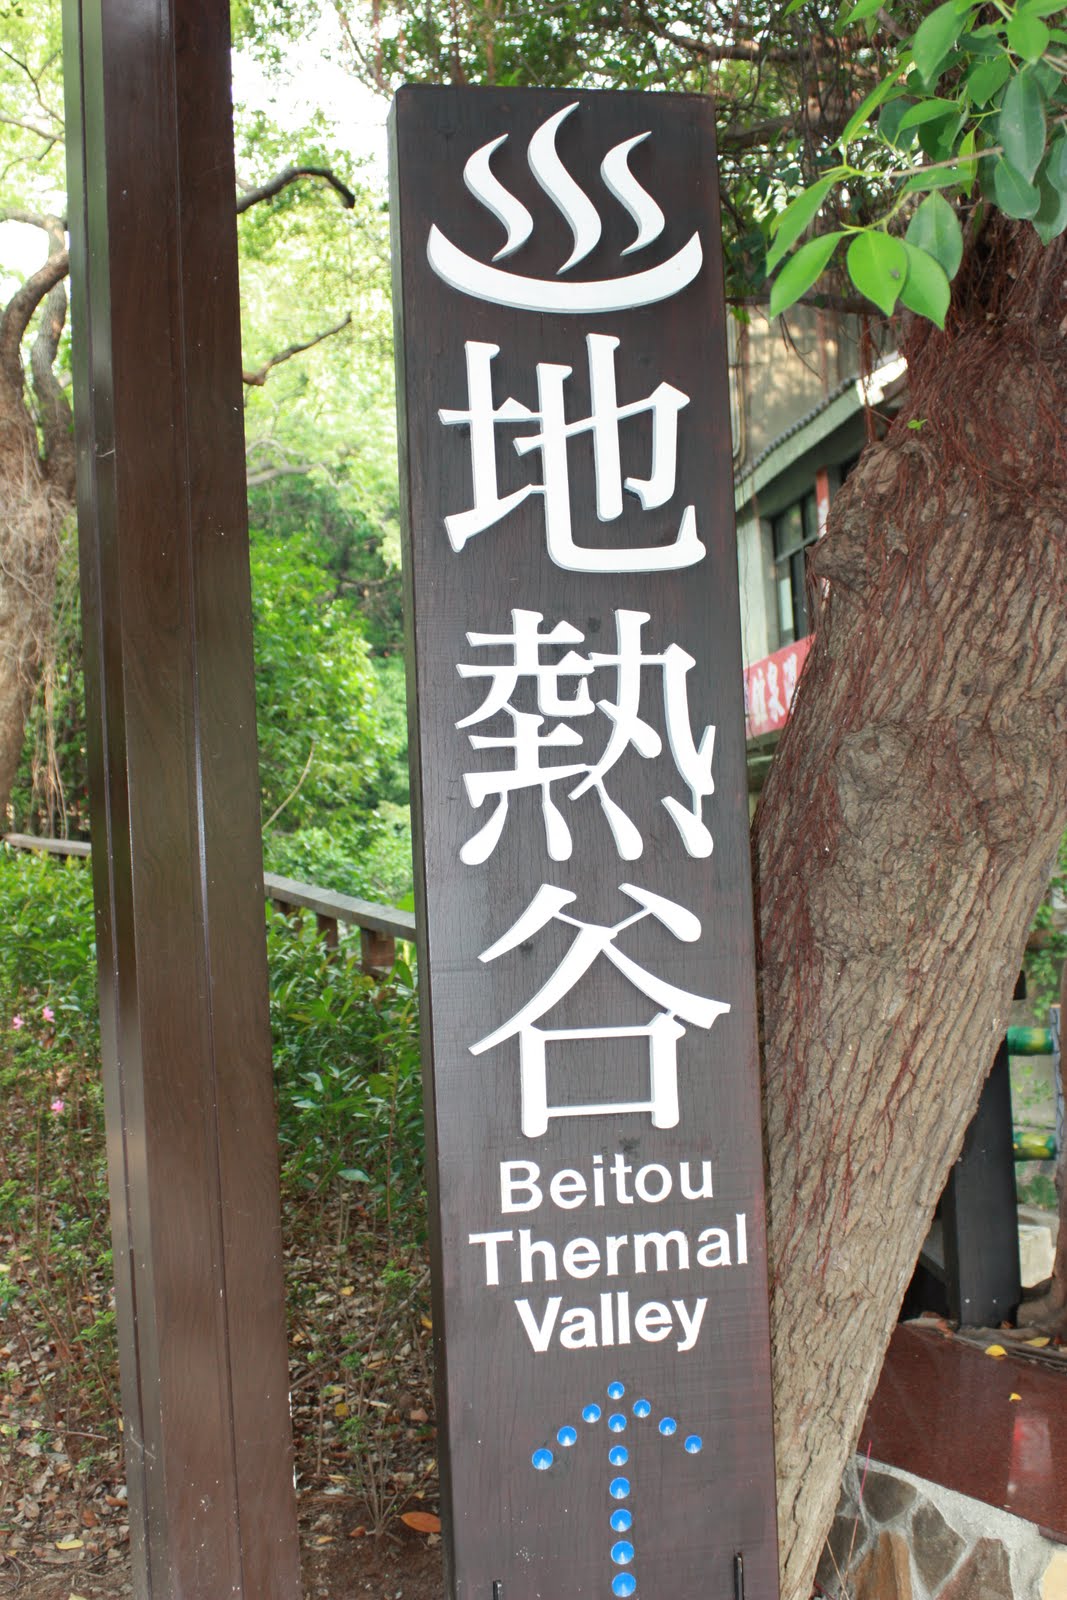 地熱谷
Beitou
Thermal
Valley